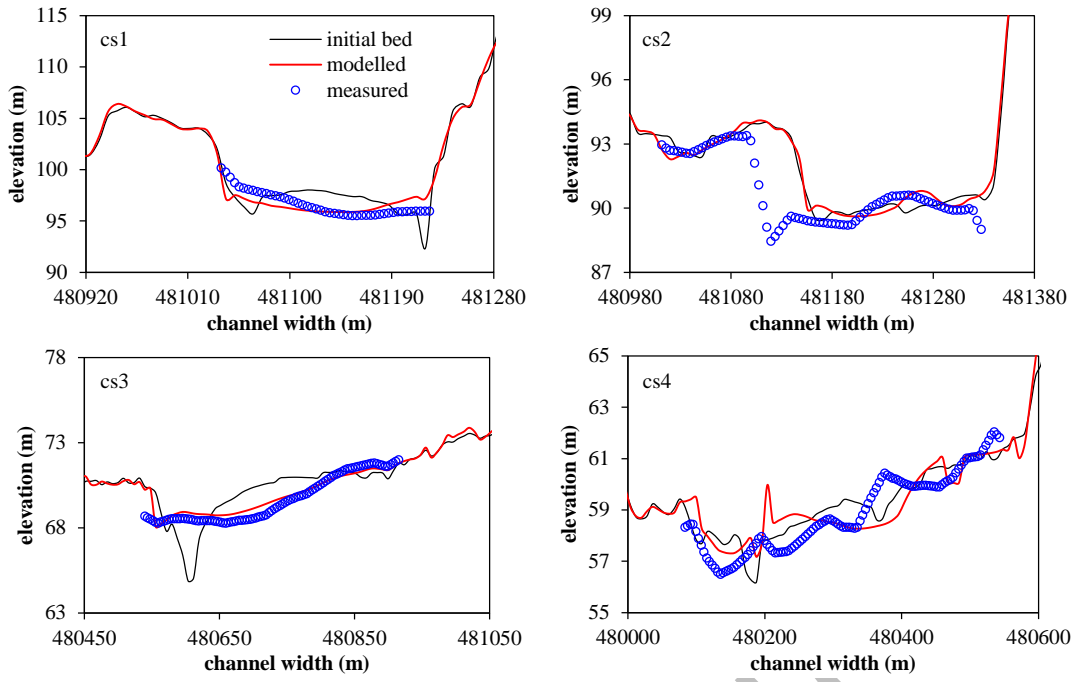 cs1
initial bed
modelled
measured
elevation (m)
115
110
105
100
95
90
480920 481010 481100 481190 481280
channel width (m)
cs2
elevation (m)
99
96
93
90
87
480980 481080 481180 481280 481380
channel width (m)
cs3
elevation (m)
78
73
68
63
480450 480650 480850 481050
channel width (m)
cs4
elevation (m)
65
63
61
59
57
55
480000 480200 480400 480600
channel width (m)